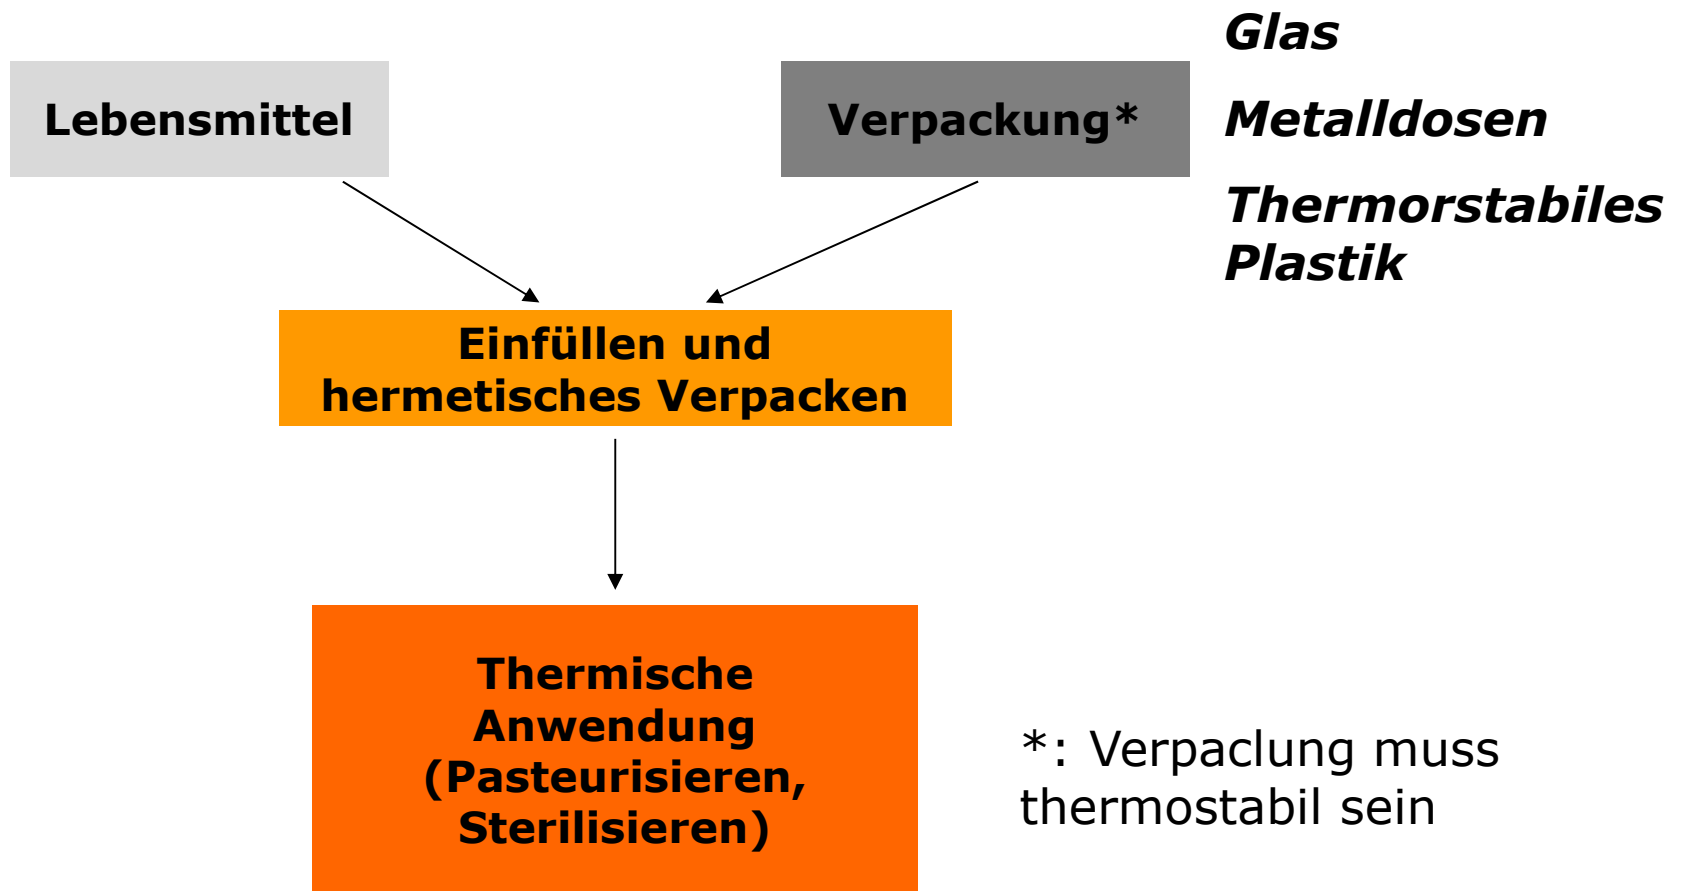 Glas
Lebensmittel
Verpackung*
Metalldosen
Thermorstabiles
Plastik
Einfüllen und
hermetisches Verpacken
Thermische
Anwendung
(Pasteurisieren,
Sterilisieren)
*: Verpaclung muss
thermostabil sein